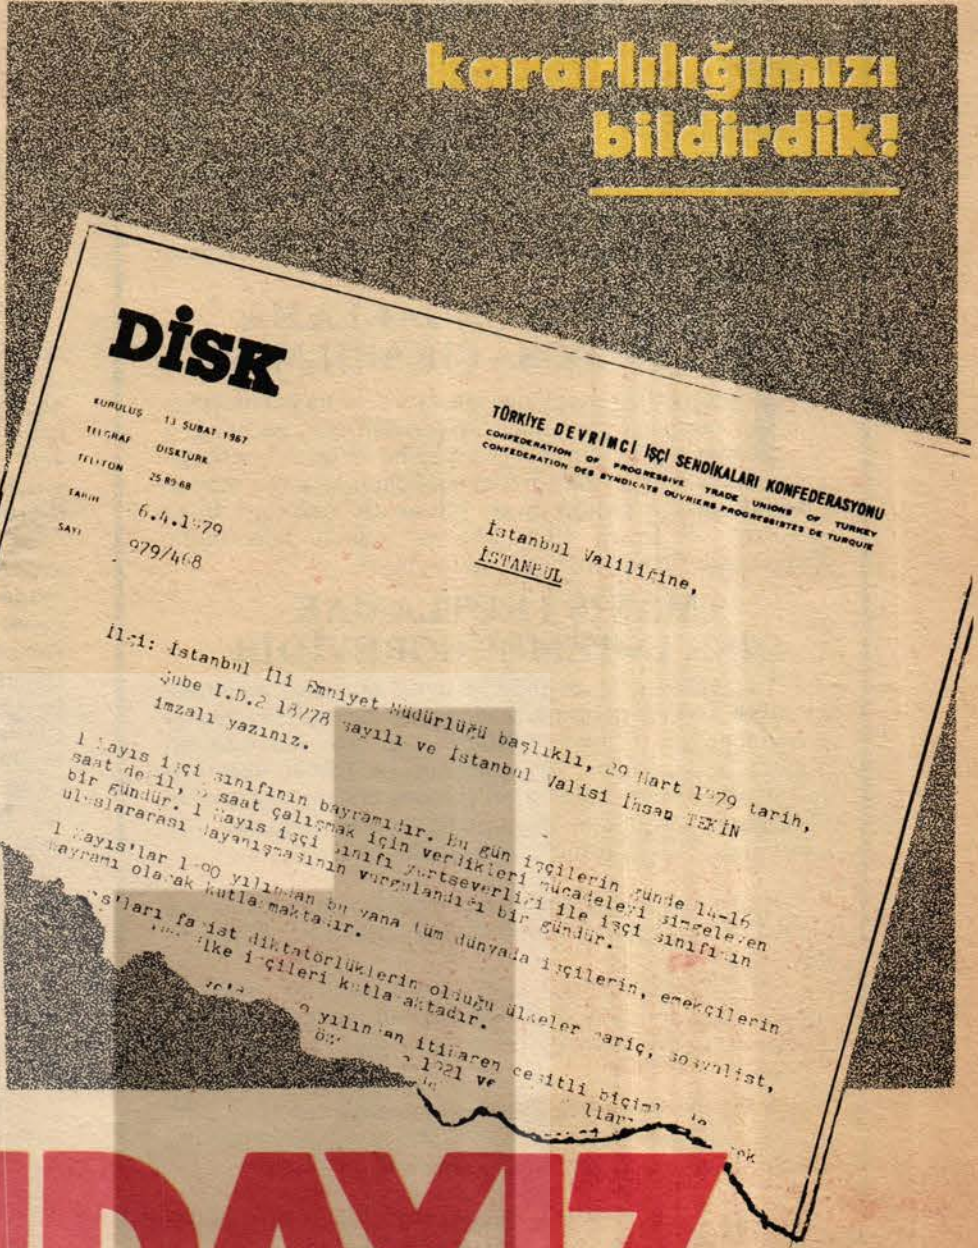 kararlılığımızı
bildirdik!
DİSK
KURULUŞ 13 ŞUBAT 1967
TELGRAF DISKTURK
TELEFON 25 89 68
TARİH 6.4.1979
SAYI 979/468
TÜRKİYE DEVRİMCİ İŞÇİ SENDİKALARI KONFEDERASYONU
CONFEDERATION OF PROGRESSIVE TRADE UNIONS OF TURKEY
CONFEDERATION DES SYNDICATS OUVRIERS PROGRESSISTES DE TURQUIE
İstanbul Valiliğine,
İSTANBUL
İlgi: İstanbul İli Emniyet Müdürlüğü başlıklı, 29 Mart 1979 tarih,
Şube I.D.2 18/78 sayılı ve İstanbul Valisi İhsan TEKİN
imzalı yazınız.
1 Mayıs işçi sınıfının bayramıdır. Bu gün işçilerin günde 14-16
saat değil, saat çalışmak için verdikleri mücadeleyi simgeleyen
bir gündür. 1 Mayıs işçi sınıfı yurtseverliği ile işçi sınıfının
uluslararası dayanışmasının vurgulandığı bir gündür.
1 Mayıs'lar yılından bu yana tüm dünyada işçilerin, emekçilerin
bayramı olarak kutlanmaktadır.
s'ları faşist diktatörlüklerin olduğu ülkeler hariç, sosyalist,
ülke işçileri kutlamaktadır.
yılından itibaren çeşitli
1921 ve
NDAYIZ